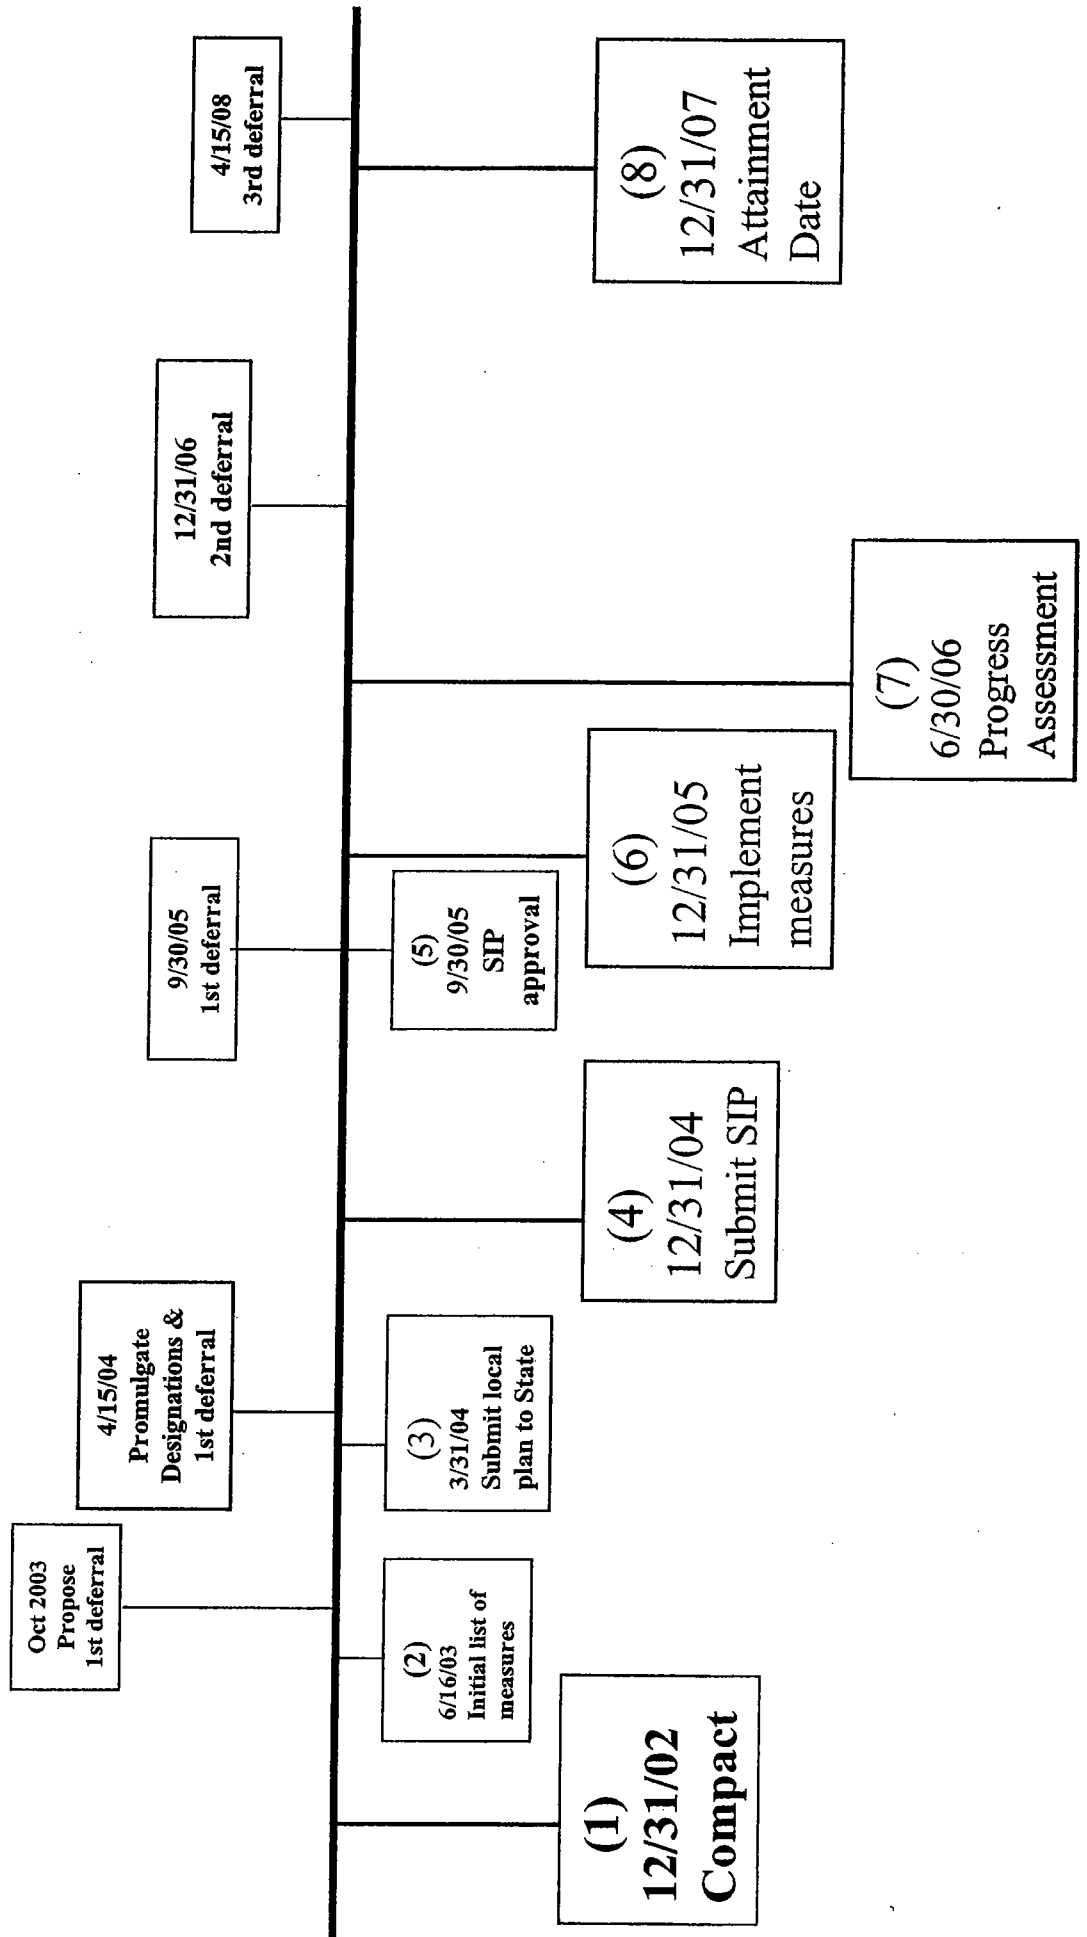 Oct 2003
Propose
1st deferral
4/15/04
Promulgate
Designations &
1st deferral
9/30/05
1st deferral
12/31/06
2nd deferral
4/15/08
3rd deferral
(1)
12/31/02
Compact
(2)
6/16/03
Initial list of
measures
(3)
3/31/04
Submit local
plan to State
(4)
12/31/04
Submit SIP
(5)
9/30/05
SIP
approval
(6)
12/31/05
Implement
measures
(7)
6/30/06
Progress
Assessment
(8)
12/31/07
Attainment
Date